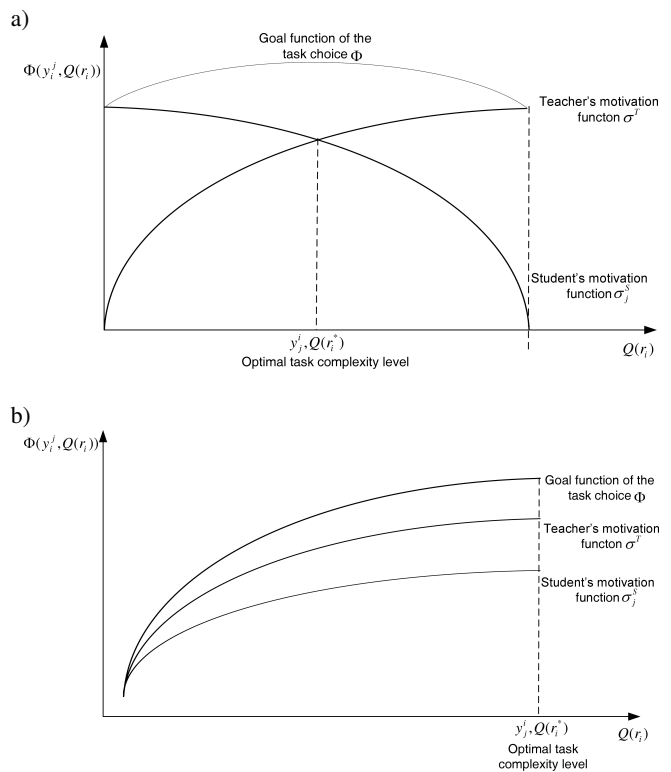 a)
Goal function of the
task choice Φ
Φ(y_i^j, Q(r_i))
Teacher's motivation
functon σ^T
Student's motivation
function σ_j^S
y_j^i, Q(r_i^*)
Optimal task complexity level
Q(r_i)
b)
Φ(y_i^j, Q(r_i))
Goal function of the
task choice Φ
Teacher's motivation
functon σ^T
Student's motivation
function σ_j^S
y_j^i, Q(r_i^*)
Q(r_i)
Optimal task
complexity level